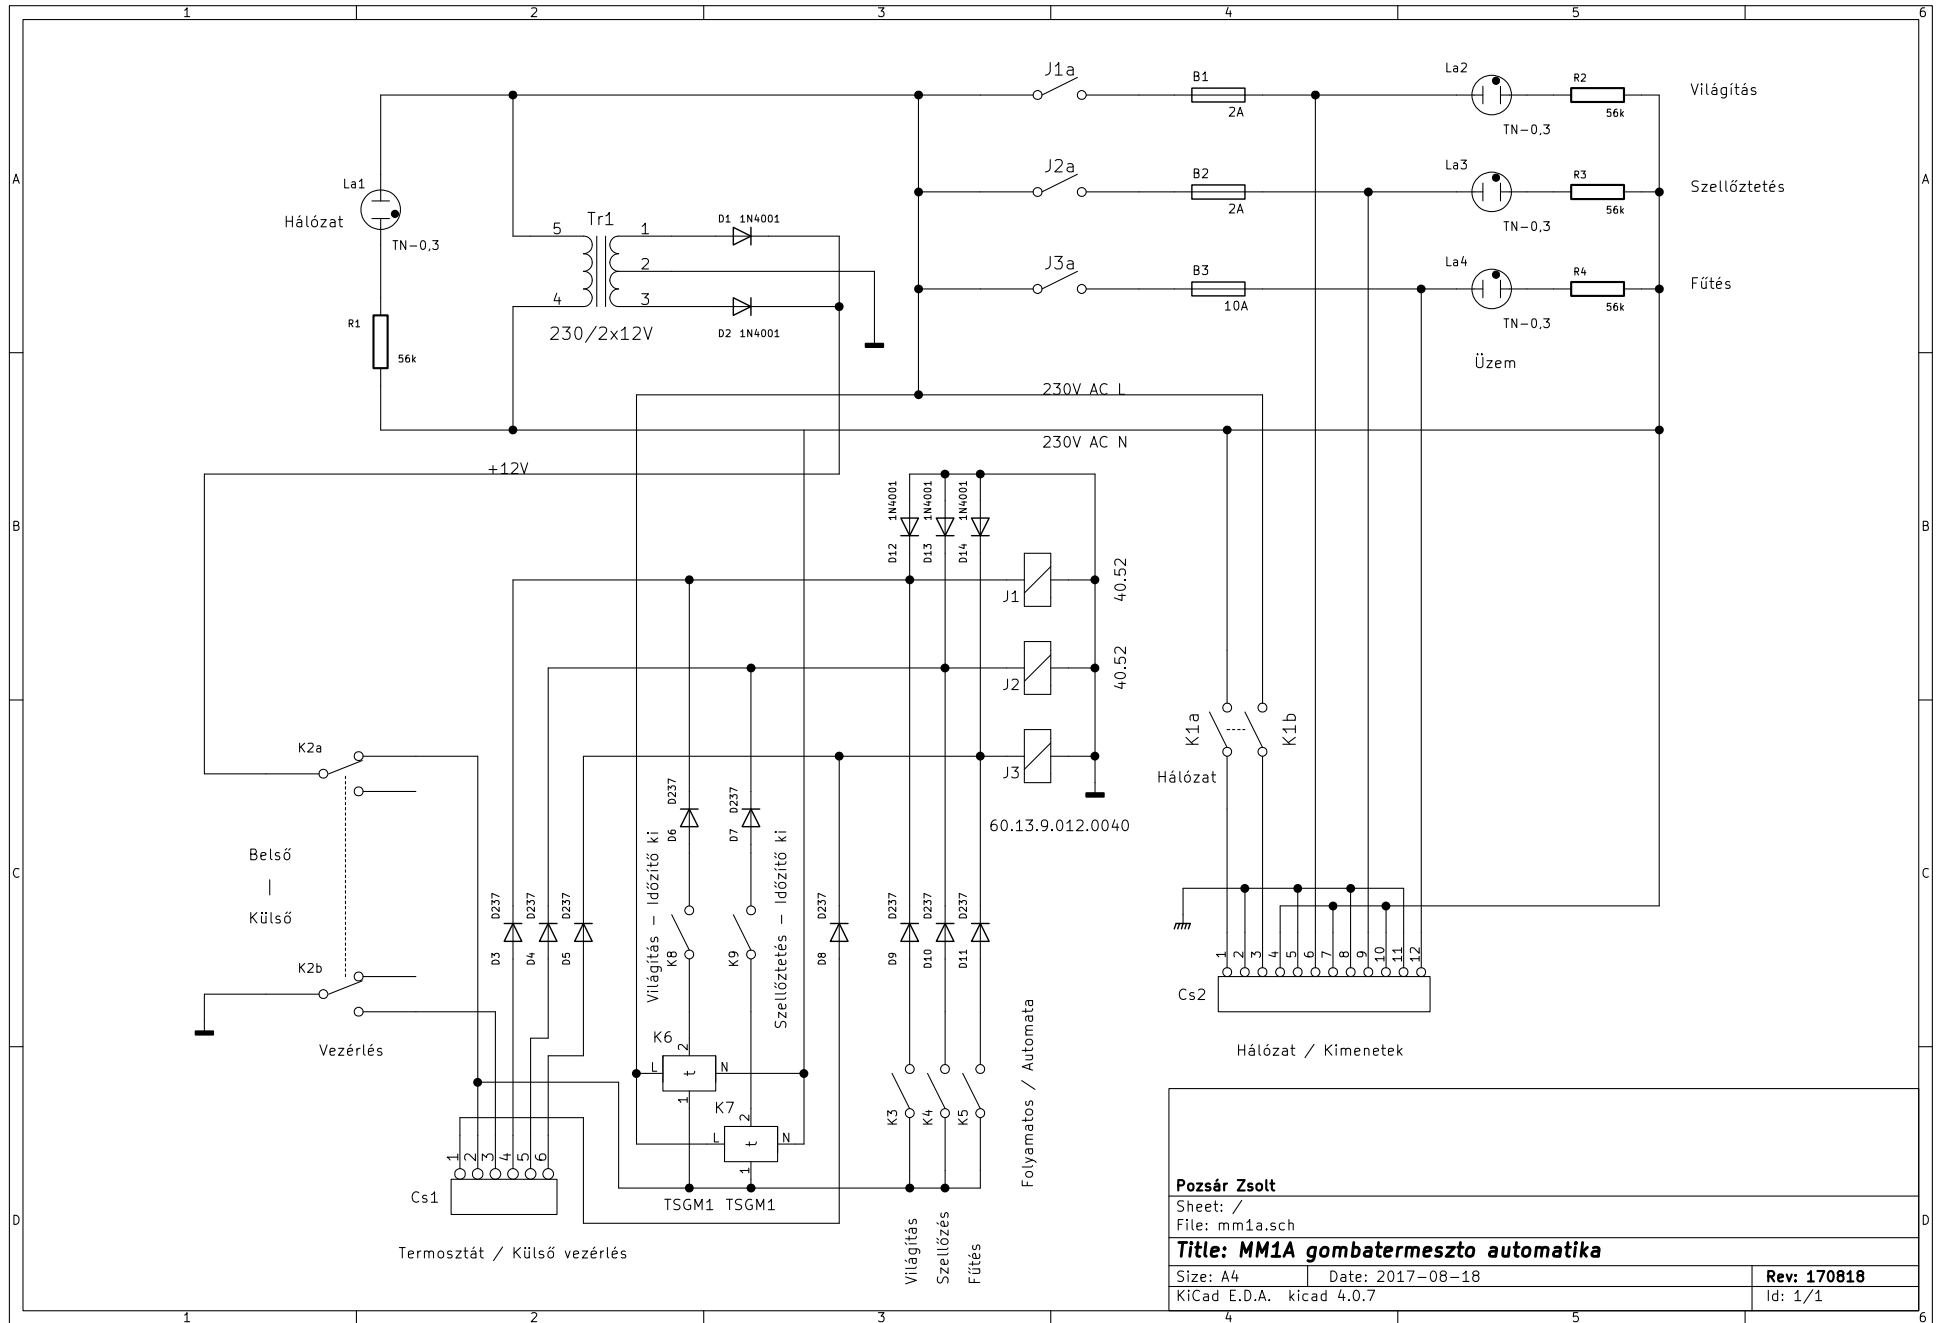 1 2 3 4 5 6
A
B
C
D
A
B
C
D
1 2 3 4 5 6
La1
Hálózat
TN-0,3
R1
56k
Tr1
5
4
1
2
3
230/2x12V
D1 1N4001
D2 1N4001
J1a
B1
2A
La2
TN-0,3
R2
56k
Világítás
J2a
B2
2A
La3
TN-0,3
R3
56k
Szellőztetés
J3a
B3
10A
La4
TN-0,3
R4
56k
Fűtés
Üzem
230V AC L
230V AC N
+12V
1N4001
D12
1N4001
D13
1N4001
D14
J1
40.52
J2
40.52
J3
60.13.9.012.0040
K1a
K1b
Hálózat
K2a
Belső
|
Külső
K2b
Vezérlés
D237
D3
D237
D4
D237
D5
D237
D6
D237
D7
Világítás – Időzítő ki
K8
Szellőztetés – Időzítő ki
K9
D237
D8
D237
D9
D237
D10
D237
D11
K6
L
t
N
2
1
K7
L
t
N
2
1
TSGM1 TSGM1
K3
K4
K5
Folyamatos / Automata
Világítás
Szellőzés
Fűtés
1 2 3 4 5 6
Cs1
Termosztát / Külső vezérlés
1 2 3 4 5 6 7 8 9 10 11 12
Cs2
Hálózat / Kimenetek
Pozsár Zsolt
Sheet: /
File: mm1a.sch
Title: MM1A gombatermeszto automatika
Size: A4 Date: 2017-08-18 Rev: 170818
KiCad E.D.A. kicad 4.0.7 Id: 1/1